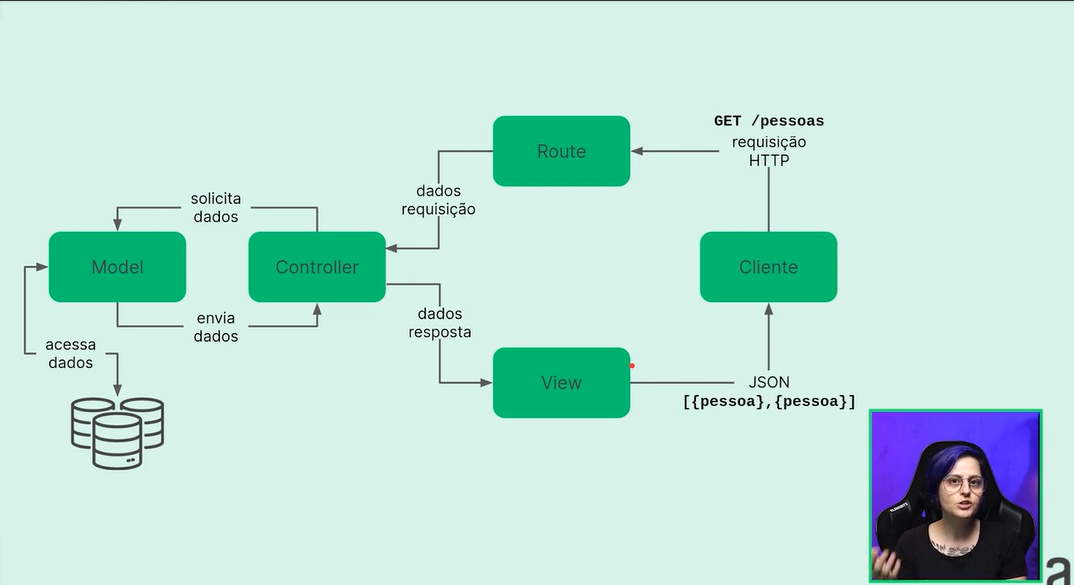 GET /pessoas
requisição
HTTP
Route
dados
requisição
solicita
dados
Model
Controller
Cliente
envia
dados
dados
resposta
acessa
dados
View
JSON
[{pessoa},{pessoa}]
a